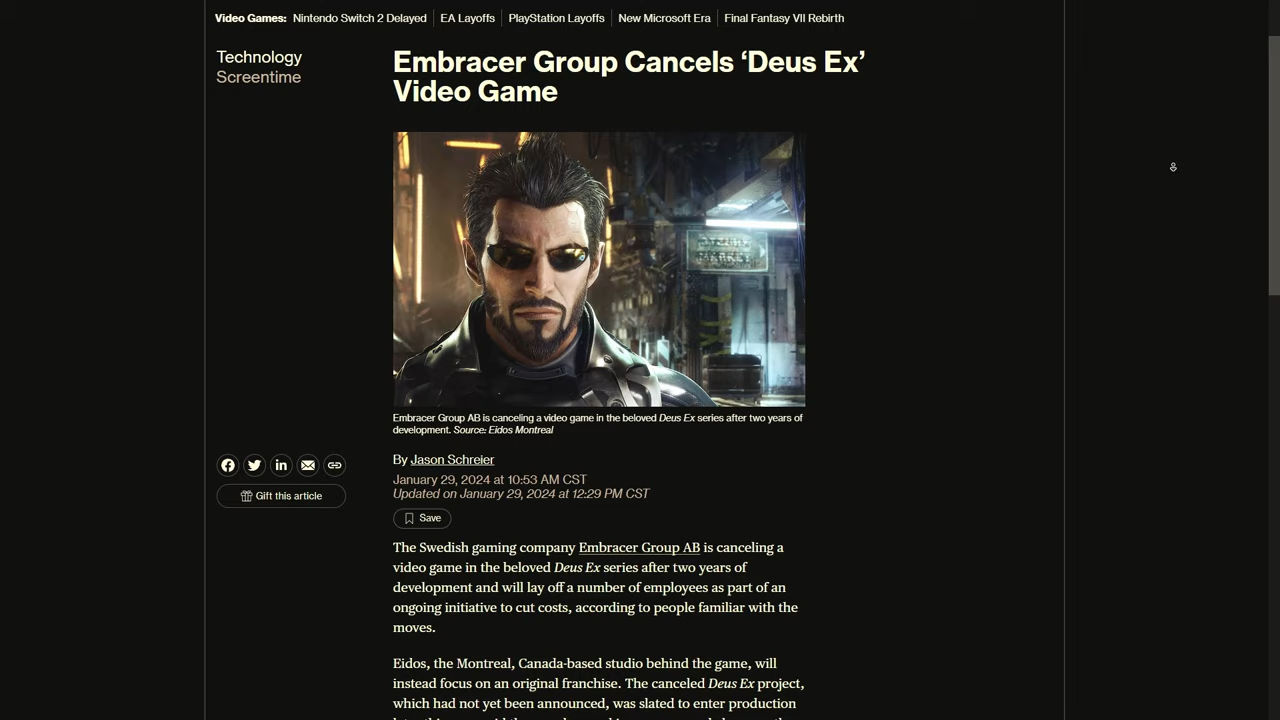 Video Games: Nintendo Switch 2 Delayed EA Layoffs PlayStation Layoffs New Microsoft Era Final Fantasy VII Rebirth
Technology
Screentime
Embracer Group Cancels ‘Deus Ex’
Video Game
Embracer Group AB is canceling a video game in the beloved Deus Ex series after two years of
development. Source: Eidos Montreal
By Jason Schreier
January 29, 2024 at 10:53 AM CST
Updated on January 29, 2024 at 12:29 PM CST
Gift this article
Save
The Swedish gaming company Embracer Group AB is canceling a
video game in the beloved Deus Ex series after two years of
development and will lay off a number of employees as part of an
ongoing initiative to cut costs, according to people familiar with the
moves.
Eidos, the Montreal, Canada-based studio behind the game, will
instead focus on an original franchise. The canceled Deus Ex project,
which had not yet been announced, was slated to enter production